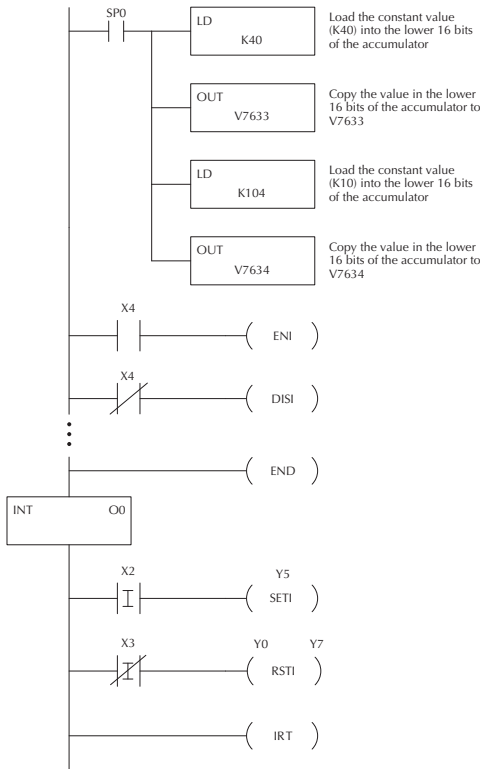 SP0
LD
K40
Load the constant value
(K40) into the lower 16 bits
of the accumulator
OUT
V7633
Copy the value in the lower
16 bits of the accumulator to
V7633
LD
K104
Load the constant value
(K10) into the lower 16 bits
of the accumulator
OUT
V7634
Copy the value in the lower
16 bits of the accumulator to
V7634
X4
ENI
X4
DISI
END
INT O0
X2
Y5
SETI
X3
Y0 Y7
RSTI
IRT